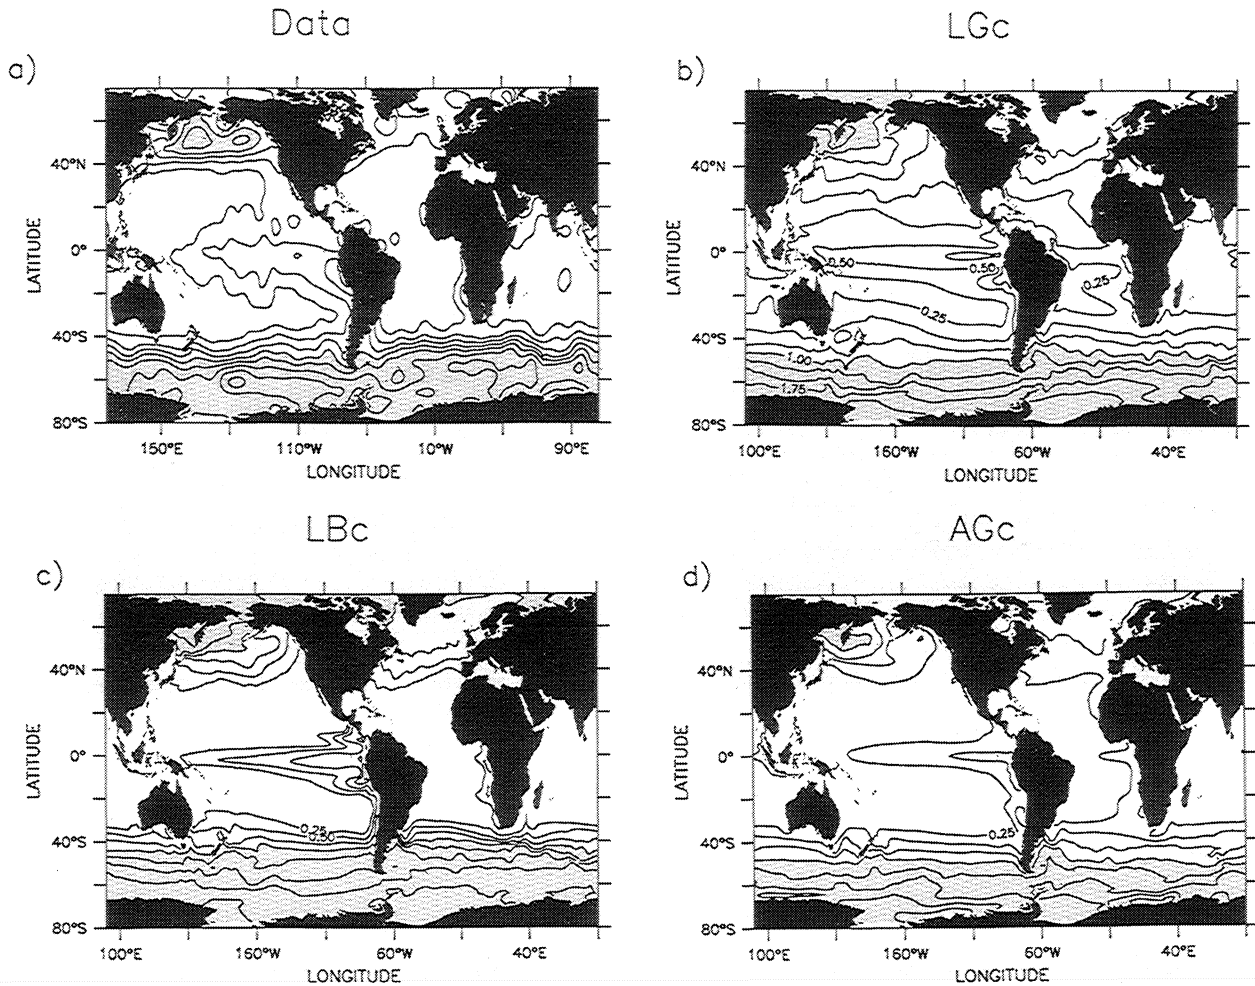 Data
LGc
a)
b)
40°N
0°
40°S
80°S
LATITUDE
150°E
110°W
10°W
90°E
LONGITUDE
40°N
0°
40°S
80°S
LATITUDE
0.50
0.50
0.25
0.25
1.00
1.75
100°E
160°W
60°W
40°E
LONGITUDE
LBc
AGc
c)
d)
40°N
0°
40°S
80°S
LATITUDE
0.25
0.50
100°E
160°W
60°W
40°E
LONGITUDE
40°N
0°
40°S
80°S
LATITUDE
0.25
100°E
160°W
60°W
40°E
LONGITUDE